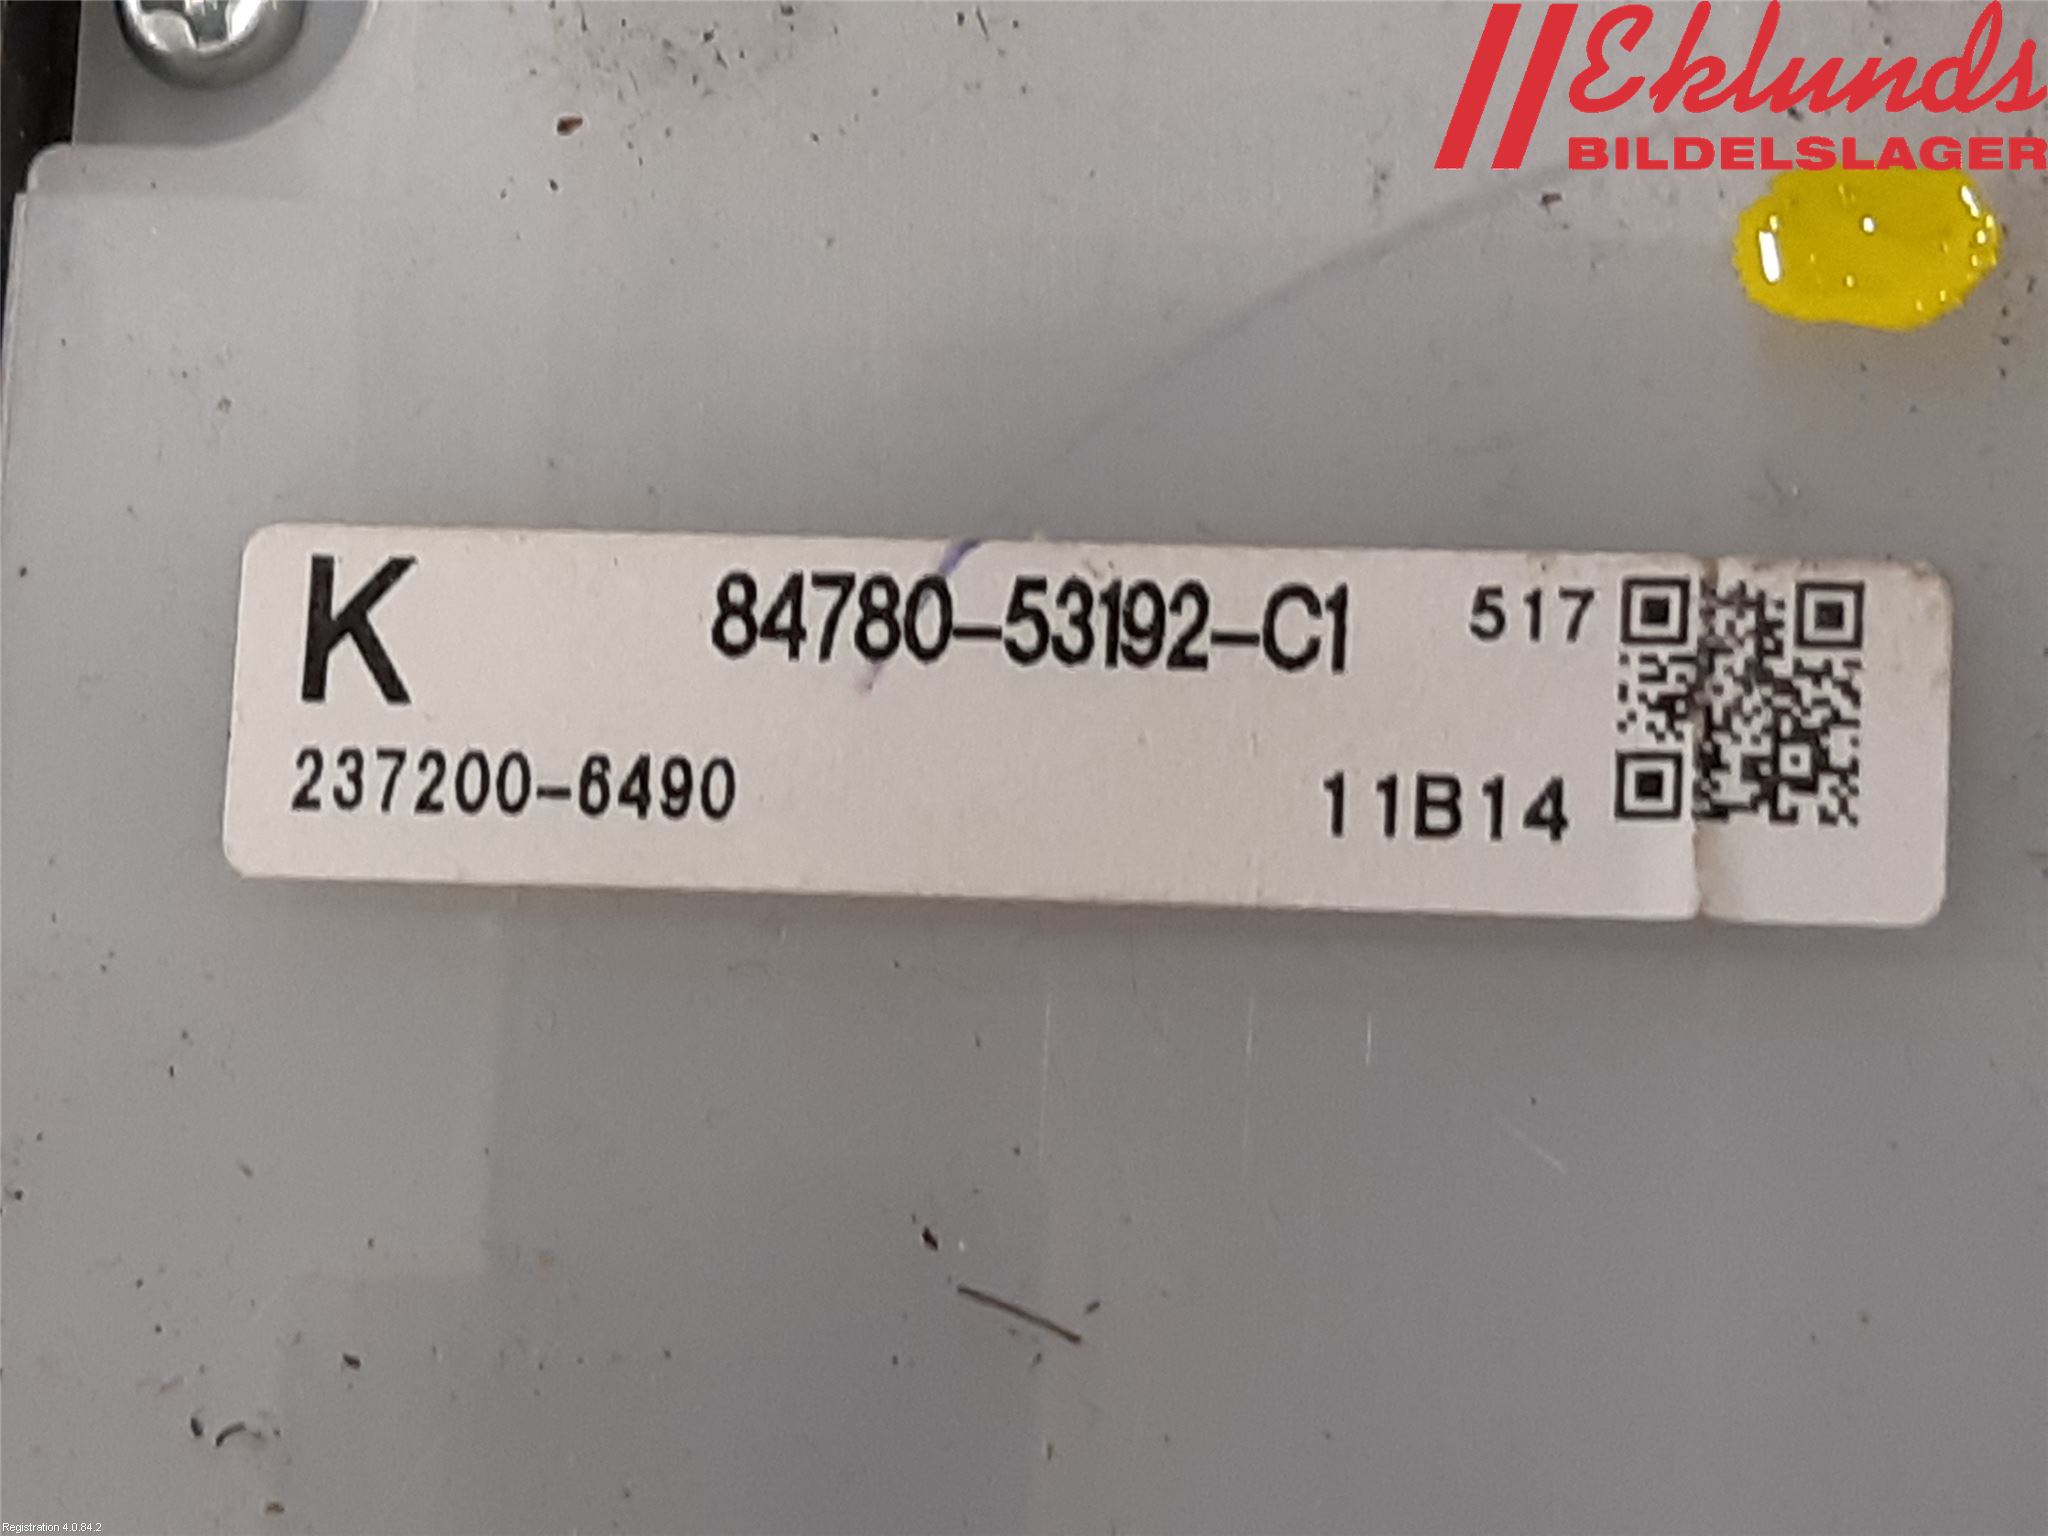 Eklunds
BILDELSLAGER
K 84780-53192-C1 517
237200-6490 11B14
Registration 4.0.84.2